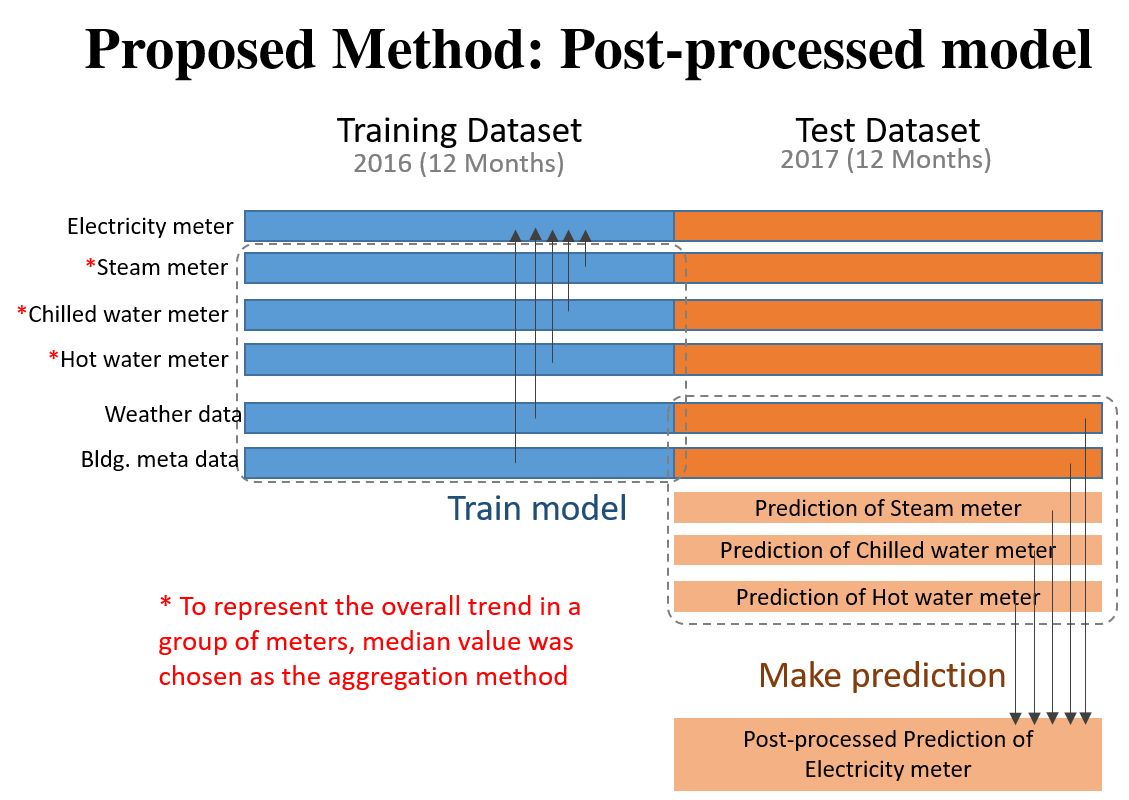 Proposed Method: Post-processed model
Training Dataset
2016 (12 Months)
Test Dataset
2017 (12 Months)
Electricity meter
*Steam meter
*Chilled water meter
*Hot water meter
Weather data
Bldg. meta data
Train model
Prediction of Steam meter
Prediction of Chilled water meter
Prediction of Hot water meter
* To represent the overall trend in a
group of meters, median value was
chosen as the aggregation method
Make prediction
Post-processed Prediction of
Electricity meter